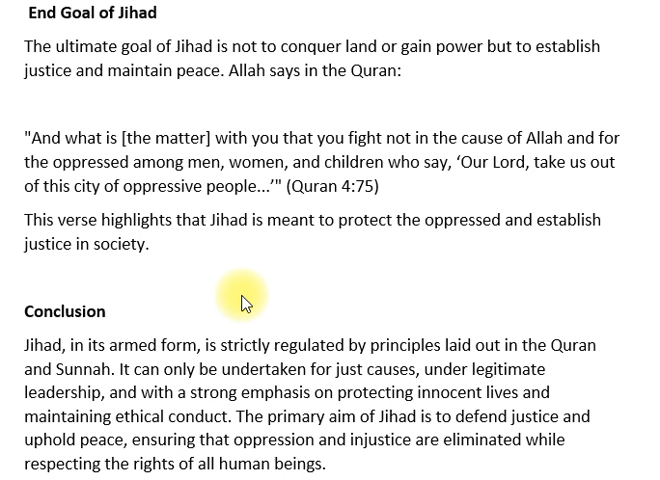 End Goal of Jihad
The ultimate goal of Jihad is not to conquer land or gain power but to establish
justice and maintain peace. Allah says in the Quran:
"And what is [the matter] with you that you fight not in the cause of Allah and for
the oppressed among men, women, and children who say, ‘Our Lord, take us out
of this city of oppressive people...’" (Quran 4:75)
This verse highlights that Jihad is meant to protect the oppressed and establish
justice in society.
Conclusion
Jihad, in its armed form, is strictly regulated by principles laid out in the Quran
and Sunnah. It can only be undertaken for just causes, under legitimate
leadership, and with a strong emphasis on protecting innocent lives and
maintaining ethical conduct. The primary aim of Jihad is to defend justice and
uphold peace, ensuring that oppression and injustice are eliminated while
respecting the rights of all human beings.